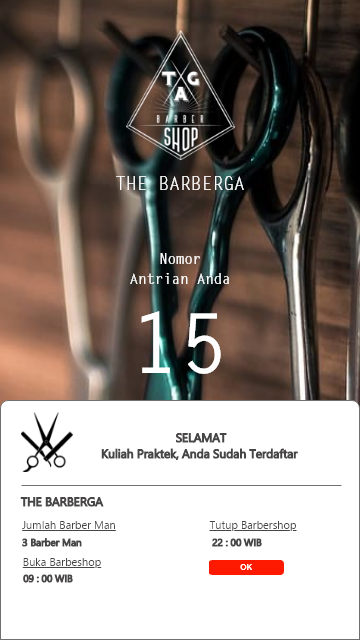 T G
A
BARBER
SHOP
THE BARBERGA
Nomor
Antrian Anda
15
SELAMAT
Kuliah Praktek, Anda Sudah Terdaftar
THE BARBERGA
Jumlah Barber Man
3 Barber Man
Tutup Barbershop
22 : 00 WIB
Buka Barbeshop
09 : 00 WIB
OK